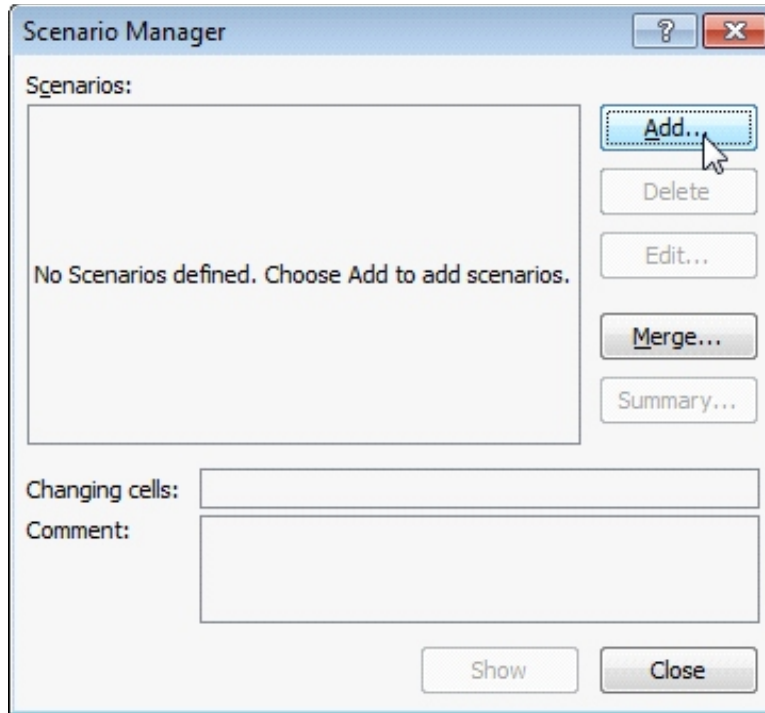 Scenario Manager
?
Scenarios:
Add...
Delete
No Scenarios defined. Choose Add to add scenarios.
Edit...
Merge...
Summary...
Changing cells:
Comment:
Show
Close